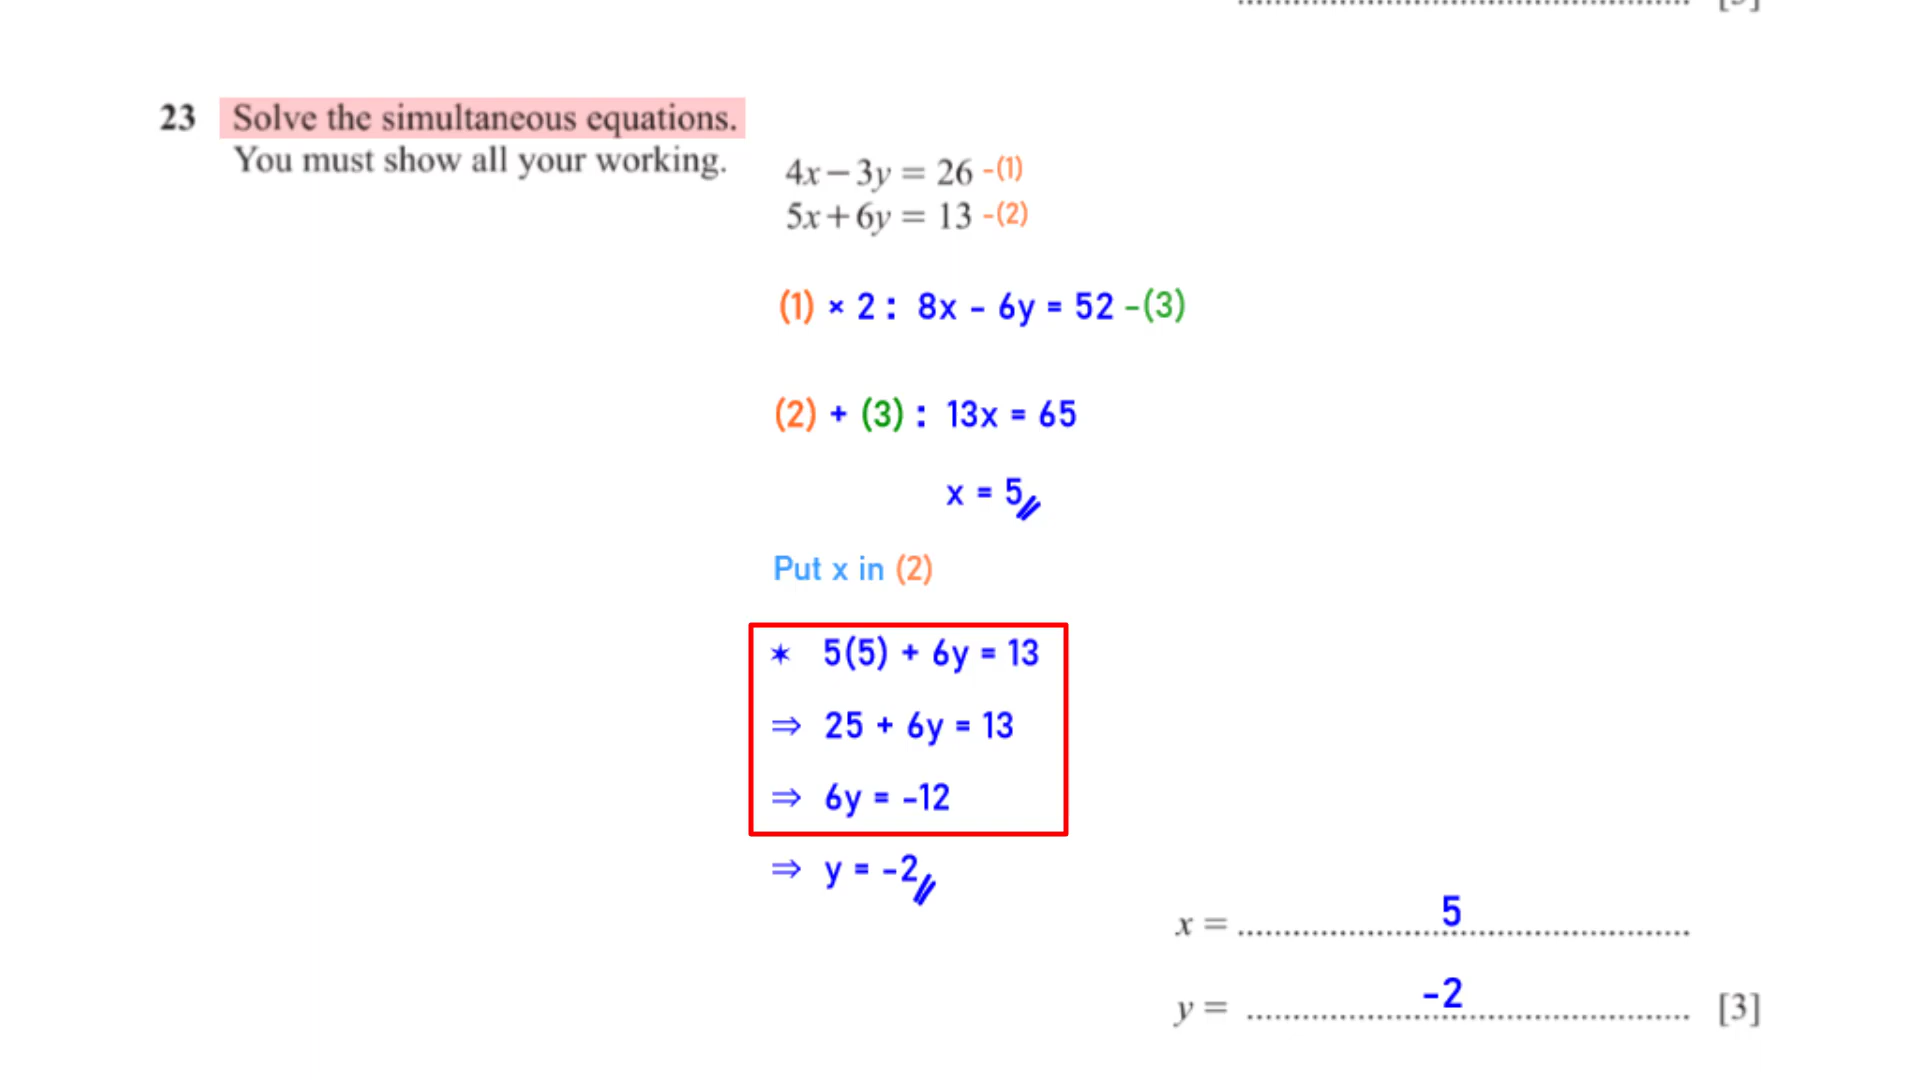 [3]
23 Solve the simultaneous equations.
You must show all your working.
4x − 3y = 26 -(1)
5x + 6y = 13 -(2)
(1) × 2 : 8x - 6y = 52 -(3)
(2) + (3) : 13x = 65
x = 5
Put x in (2)
✶ 5(5) + 6y = 13
⇒ 25 + 6y = 13
⇒ 6y = -12
⇒ y = -2
x = ........ 5 ........
y = ........ -2 ........ [3]